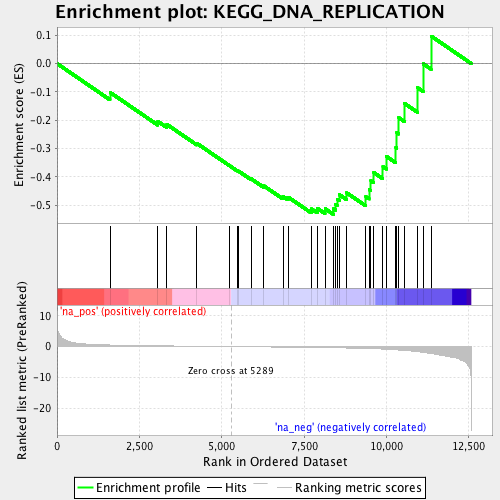 Enrichment plot: KEGG_DNA_REPLICATION
Enrichment score (ES)
0.1
0.0
-0.1
-0.2
-0.3
-0.4
-0.5
'na_pos' (positively correlated)
Ranked list metric (PreRanked)
10
0
-10
-20
Zero cross at 5289
'na_neg' (negatively correlated)
0
2,500
5,000
7,500
10,000
12,500
Rank in Ordered Dataset
Enrichment profile
Hits
Ranking metric scores